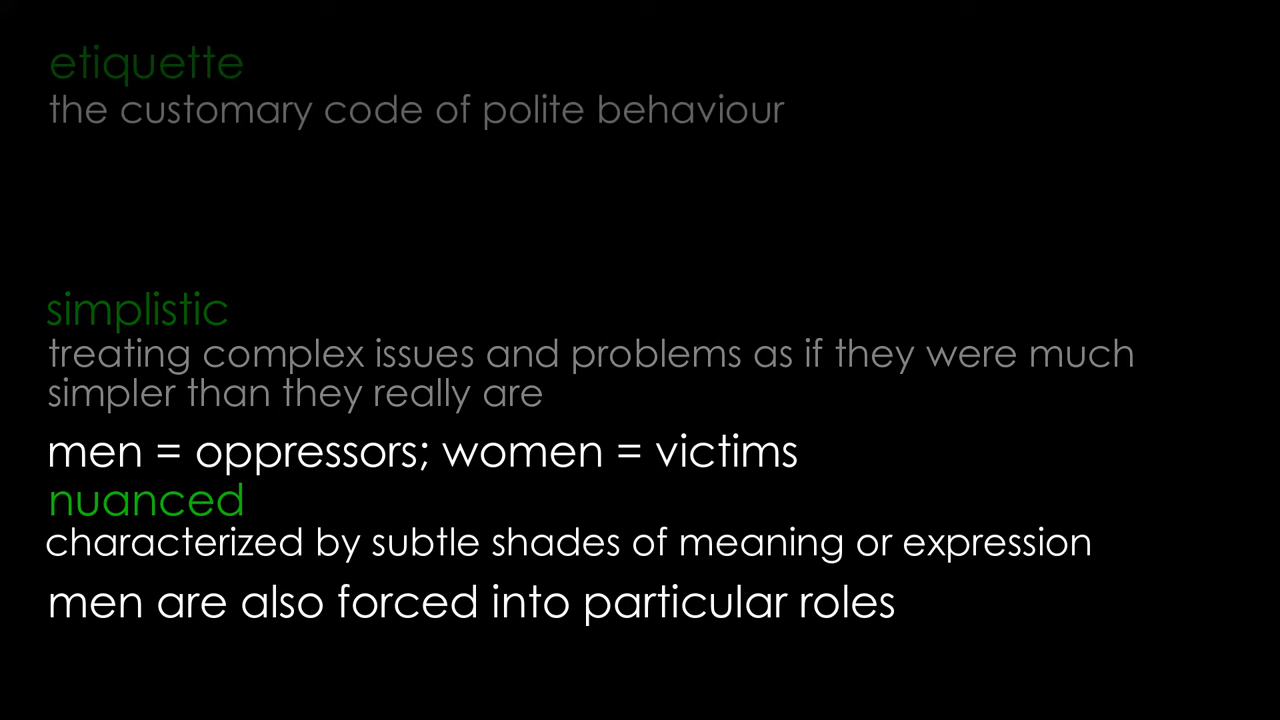 etiquette
the customary code of polite behaviour
simplistic
treating complex issues and problems as if they were much
simpler than they really are
men = oppressors; women = victims
nuanced
characterized by subtle shades of meaning or expression
men are also forced into particular roles